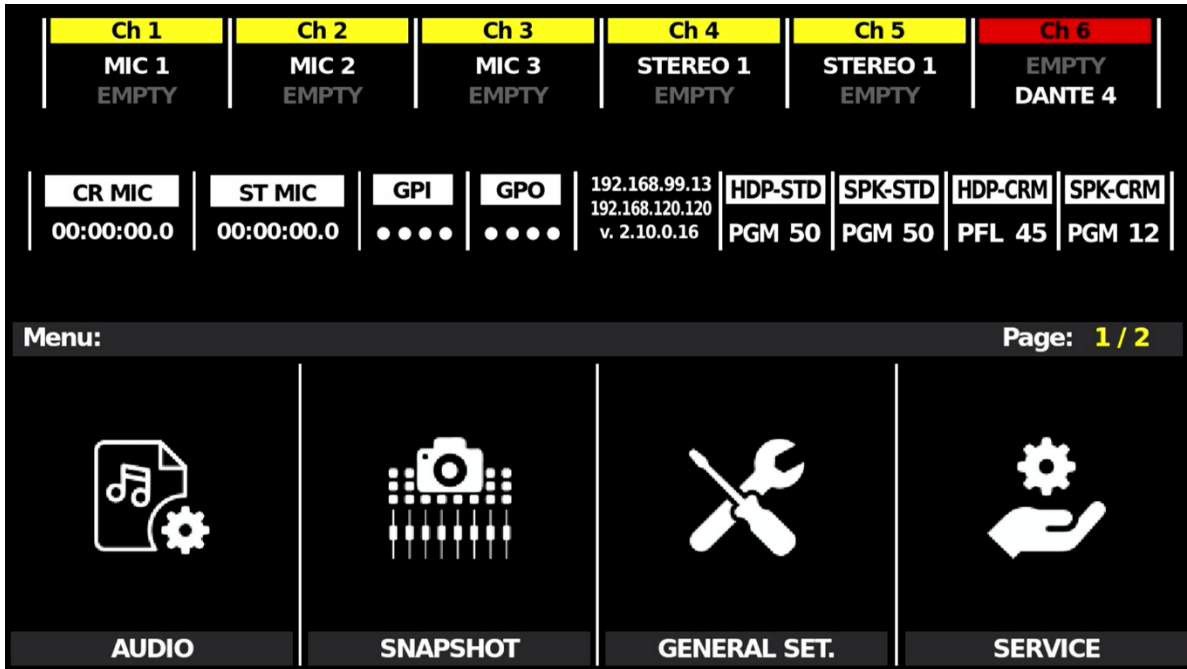 Ch 1 Ch 2 Ch 3 Ch 4 Ch 5 Ch 6
MIC 1 MIC 2 MIC 3 STEREO 1 STEREO 1 EMPTY
EMPTY EMPTY EMPTY EMPTY EMPTY DANTE 4
CR MIC ST MIC GPI GPO 192.168.99.13 HDP-STD SPK-STD HDP-CRM SPK-CRM
192.168.120.120
00:00:00.0 00:00:00.0 v. 2.10.0.16 PGM 50 PGM 50 PFL 45 PGM 12
Menu: Page: 1 / 2
AUDIO SNAPSHOT GENERAL SET. SERVICE